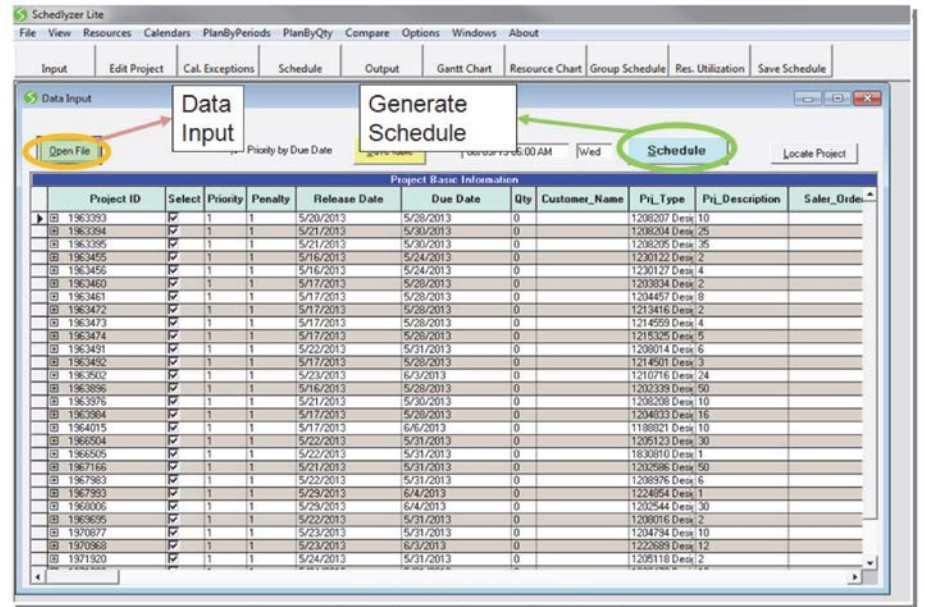 Schedlyzer Lite
File View Resources Calendars PlanByPeriods PlanByQty Compare Options Windows About
Input Edit Project Cal. Exceptions Schedule Output Gantt Chart Resource Chart Group Schedule Res. Utilization Save Schedule
Data Input
Data Input
Generate Schedule
Open File Priority by Due Date 06:00 AM Wed Schedule Locate Project
Project Basic Information
Project ID Select Priority Penalty Release Date Due Date Qty Customer_Name Prj_Type Prj_Description Saler_Order
1963393 1 1 5/20/2013 5/28/2013 0 1208207 Desi 10
1963394 1 1 5/21/2013 5/30/2013 0 1208204 Desi 25
1963395 1 1 5/21/2013 5/30/2013 0 1208205 Desi 35
1963455 1 1 5/16/2013 5/24/2013 0 1230122 Desi 2
1963456 1 1 5/16/2013 5/24/2013 0 1230127 Desi 4
1963460 1 1 5/17/2013 5/28/2013 0 1203834 Desi 2
1963461 1 1 5/17/2013 5/28/2013 0 1204457 Desi 8
1963472 1 1 5/17/2013 5/28/2013 0 1213416 Desi 2
1963473 1 1 5/17/2013 5/28/2013 0 1214559 Desi 4
1963474 1 1 5/17/2013 5/28/2013 0 1215325 Desi 5
1963491 1 1 5/22/2013 5/31/2013 0 1208014 Desi 6
1963492 1 1 5/17/2013 5/28/2013 0 1214501 Desi 3
1963502 1 1 5/23/2013 6/3/2013 0 1210716 Desi 24
1963896 1 1 5/16/2013 5/28/2013 0 1202339 Desi 50
1963976 1 1 5/21/2013 5/30/2013 0 1208208 Desi 10
1963984 1 1 5/17/2013 5/28/2013 0 1204833 Desi 16
1964015 1 1 5/17/2013 6/6/2013 0 1188821 Desi 10
1966504 1 1 5/22/2013 5/31/2013 0 1205123 Desi 30
1966505 1 1 5/22/2013 5/31/2013 0 1830810 Desi 1
1967166 1 1 5/21/2013 5/31/2013 0 1202586 Desi 50
1967983 1 1 5/22/2013 5/31/2013 0 1208976 Desi 6
1967993 1 1 5/29/2013 6/4/2013 0 1224854 Desi 1
1968006 1 1 5/29/2013 6/4/2013 0 1202544 Desi 30
1969695 1 1 5/22/2013 5/31/2013 0 1208016 Desi 2
1970877 1 1 5/23/2013 5/31/2013 0 1204794 Desi 10
1970968 1 1 5/23/2013 6/3/2013 0 1222689 Desi 12
1971920 1 1 5/24/2013 5/31/2013 0 1205118 Desi 2